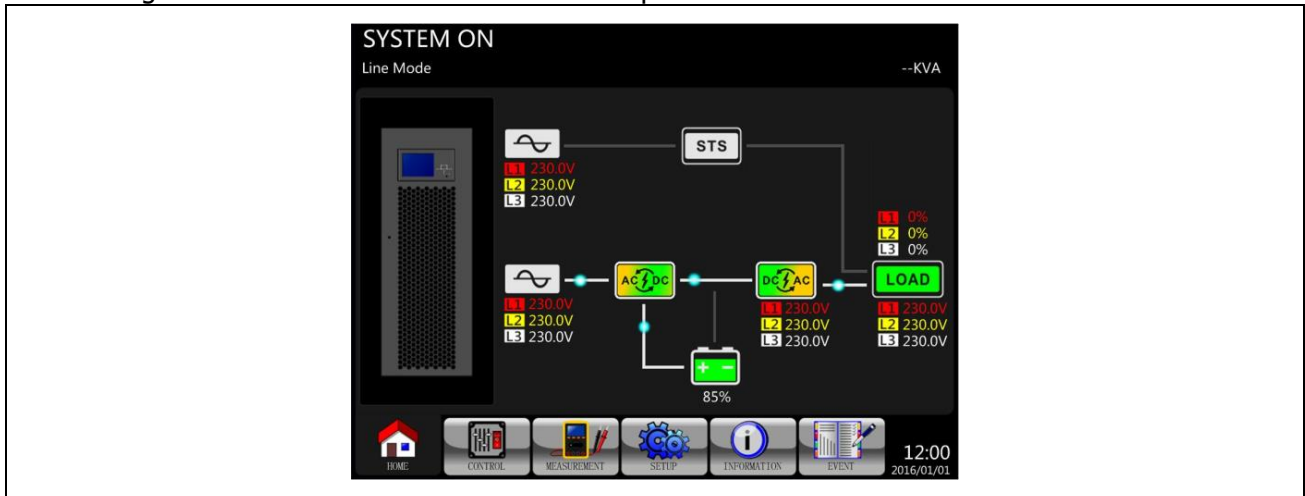 SYSTEM ON
Line Mode
--KVA
STS
L1 230.0V
L2 230.0V
L3 230.0V
L1 0%
L2 0%
L3 0%
AC DC
DC AC
LOAD
L1 230.0V
L2 230.0V
L3 230.0V
L1 230.0V
L2 230.0V
L3 230.0V
L1 230.0V
L2 230.0V
L3 230.0V
+ -
85%
HOME
CONTROL
MEASUREMENT
SETUP
INFORMATION
EVENT
12:00
2016/01/01